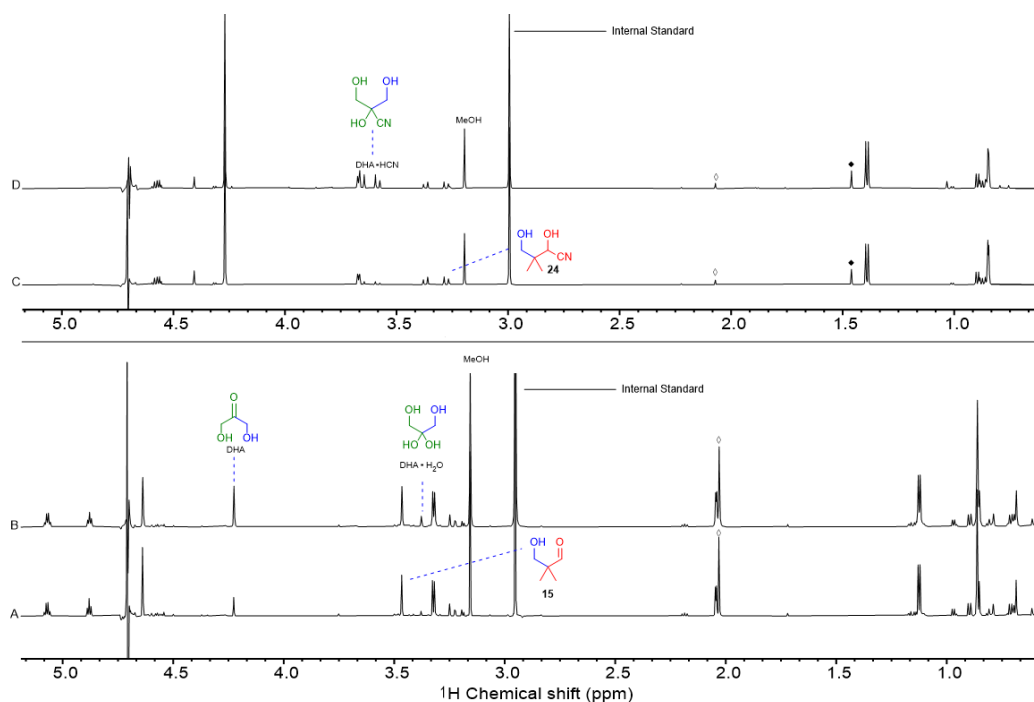 Internal Standard
OH OH
HO CN
DHA•HCN
MeOH
D
◊
◆
OH OH
CN
24
C
◊
◆
5.0 4.5 4.0 3.5 3.0 2.5 2.0 1.5 1.0
MeOH
Internal Standard
O
OH OH
DHA
OH OH
OH OH
DHA • H2O
◊
B
OH O
15
◊
A
5.0 4.5 4.0 3.5 3.0 2.5 2.0 1.5 1.0
1H Chemical shift (ppm)